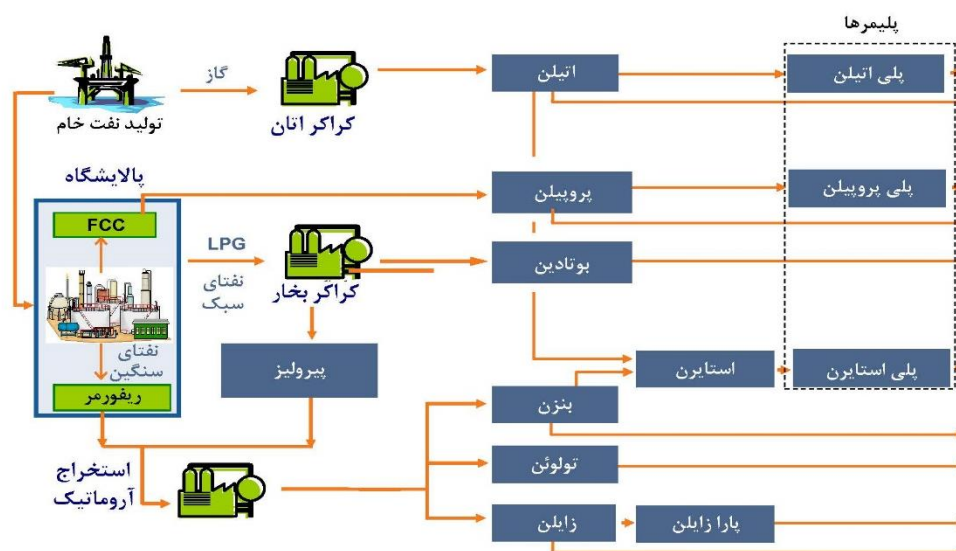 پلیمرها
گاز
اتیلن
پلی اتیلن
تولید نفت خام
کراکر اتان
پالایشگاه
پروپیلن
پلی پروپیلن
FCC
LPG
نفتای
سبک
کراکر بخار
بوتادین
نفتای
سنگین
پیرولیز
استایرن
پلی استایرن
ریفورمر
بنزن
استخراج
آروماتیک
تولوئن
زایلن
پارا زایلن